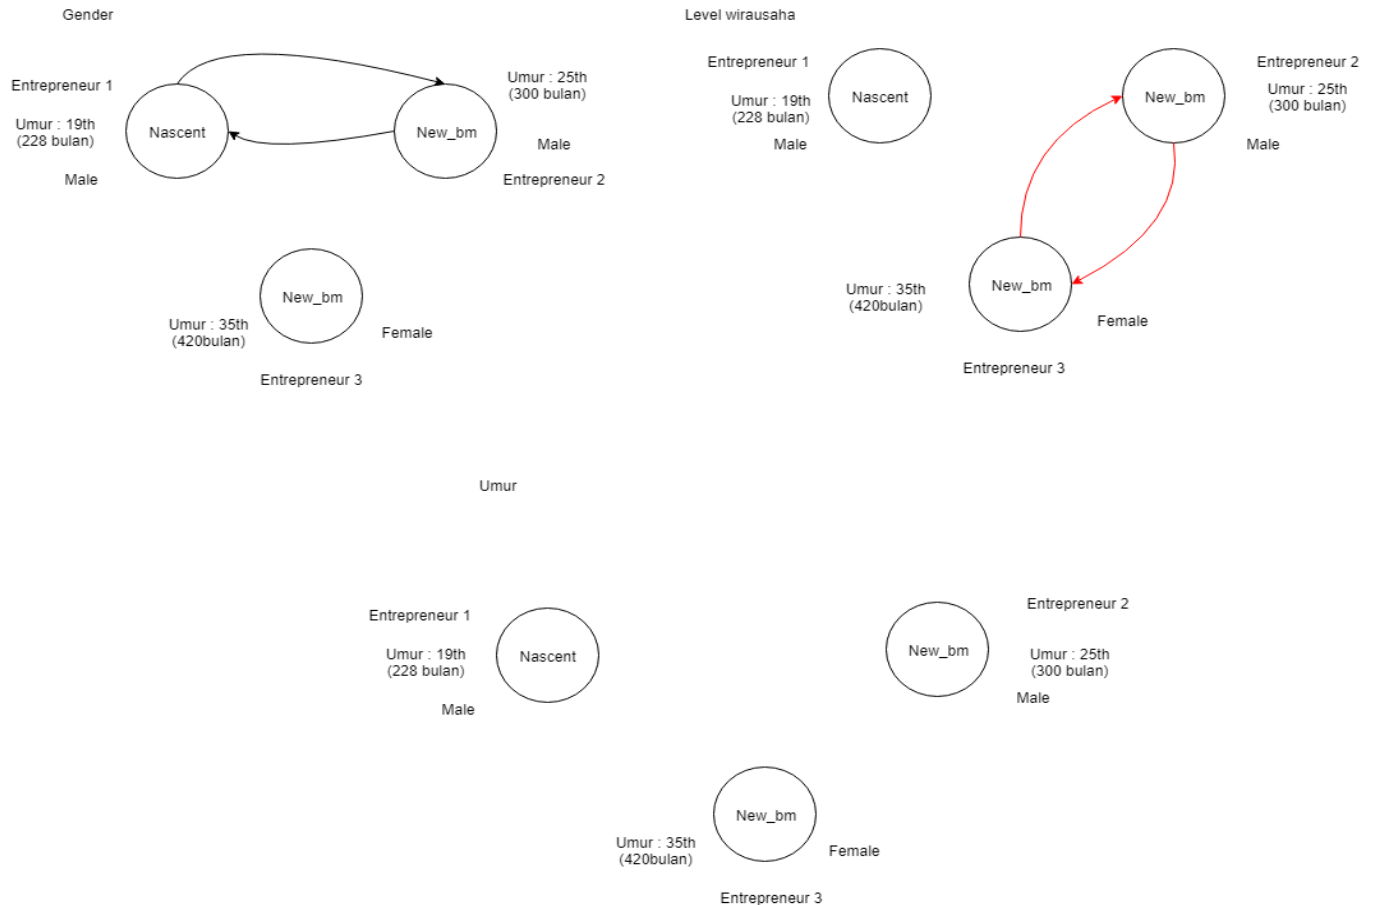 Gender
Entrepreneur 1
Umur : 19th
(228 bulan)
Male
Nascent
New_bm
Umur : 25th
(300 bulan)
Male
Entrepreneur 2
New_bm
Umur : 35th
(420bulan)
Female
Entrepreneur 3
Level wirausaha
Entrepreneur 1
Umur : 19th
(228 bulan)
Male
Nascent
New_bm
Entrepreneur 2
Umur : 25th
(300 bulan)
Male
New_bm
Umur : 35th
(420bulan)
Female
Entrepreneur 3
Umur
Entrepreneur 1
Umur : 19th
(228 bulan)
Male
Nascent
New_bm
Entrepreneur 2
Umur : 25th
(300 bulan)
Male
New_bm
Umur : 35th
(420bulan)
Female
Entrepreneur 3